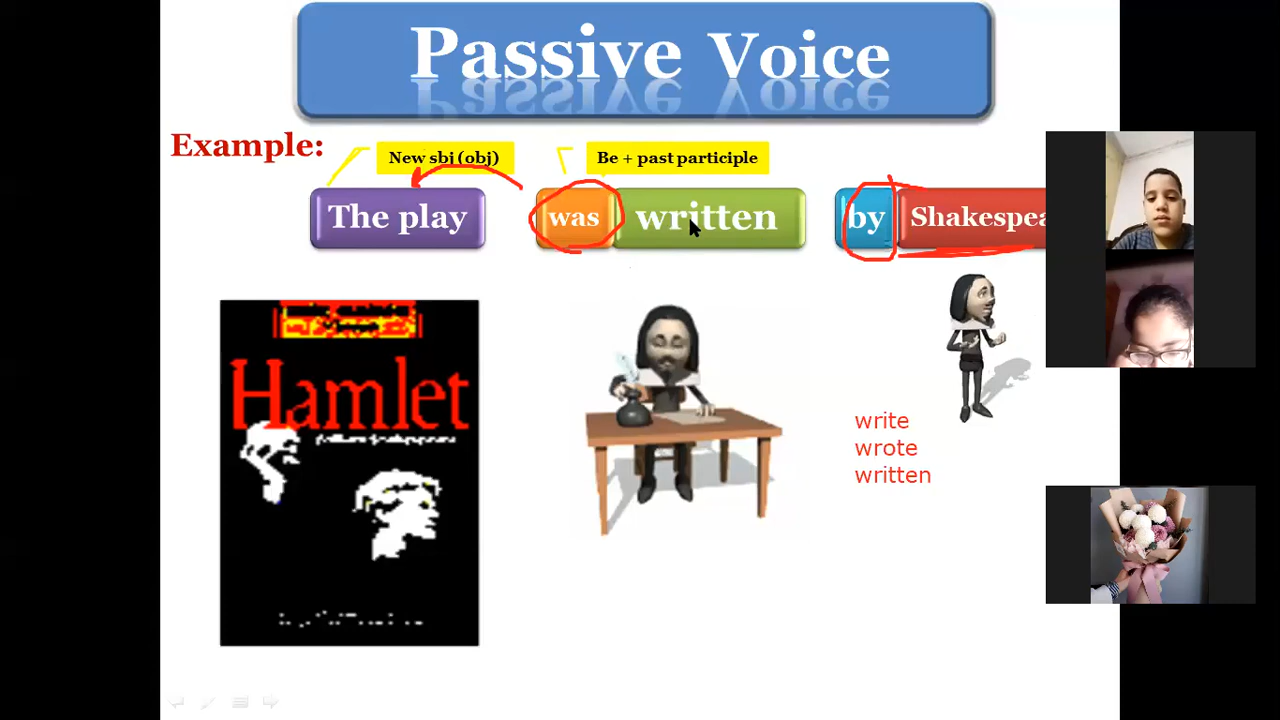 Passive Voice
Example:
New sbj (obj)
Be + past participle
The play was written by Shakespea
Hamlet
write
wrote
written